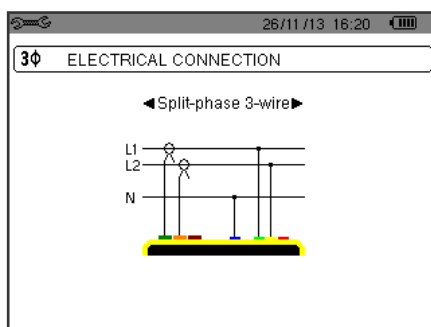 26/11/13 16:20
3ϕ ELECTRICAL CONNECTION
◄Split-phase 3-wire►
L1
L2
N